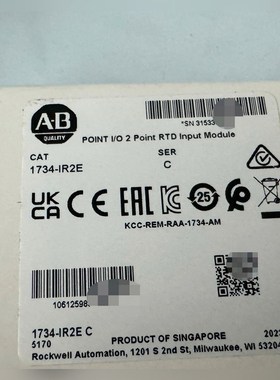 *SN 31533
A-B
QUALITY
POINT I/O 2 Point RTD Input Module
CAT SER
1734-IR2E C
UK CA CE EAC 25
KCC-REM-RAA-1734-AM
10612598
1734-IR2E C
5170
PRODUCT OF SINGAPORE
Rockwell Automation, 1201 S 2nd St, Milwaukee, WI 53204